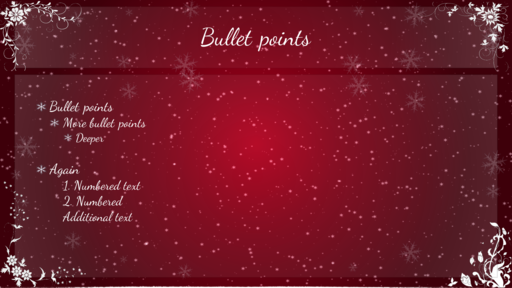 Bullet points
Bullet points
More bullet points
Deeper
Again
1. Numbered text
2. Numbered
Additional text